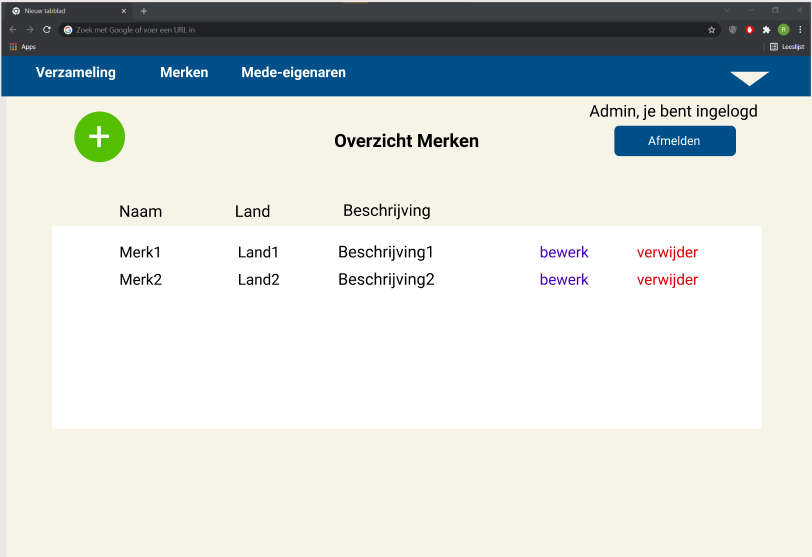 Nieuw tabblad
Zoek met Google of voer een URL in
R
Apps
Leeslijst
Verzameling Merken Mede-eigenaren
Admin, je bent ingelogd
+
Overzicht Merken
Afmelden
Naam Land Beschrijving
Merk1 Land1 Beschrijving1 bewerk verwijder
Merk2 Land2 Beschrijving2 bewerk verwijder